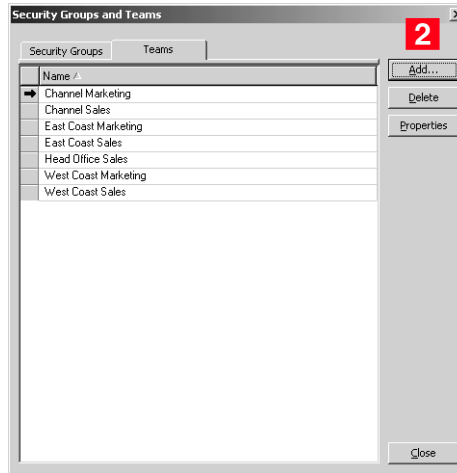 Security Groups and Teams
2
Security Groups
Teams
Add...
Name
Channel Marketing
Delete
Channel Sales
East Coast Marketing
Properties
East Coast Sales
Head Office Sales
West Coast Marketing
West Coast Sales
Close